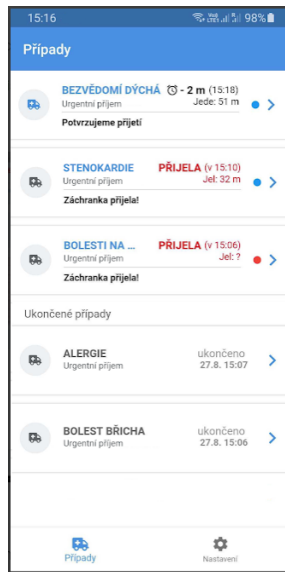 15:16 98%
Případy
BEZVĚDOMÍ DÝCHÁ - 2 m (15:18)
Urgentní příjem Jede: 51 m
Potvrzujeme přijetí
STENOKARDIE PŘIJELA (v 15:10)
Urgentní příjem Jel: 32 m
Záchranka přijela!
BOLESTI NA ... PŘIJELA (v 15:06)
Urgentní příjem Jel: ?
Záchranka přijela!
Ukončené případy
ALERGIE ukončeno
Urgentní příjem 27.8. 15:07
BOLEST BŘICHA ukončeno
Urgentní příjem 27.8. 15:06
Případy Nastavení